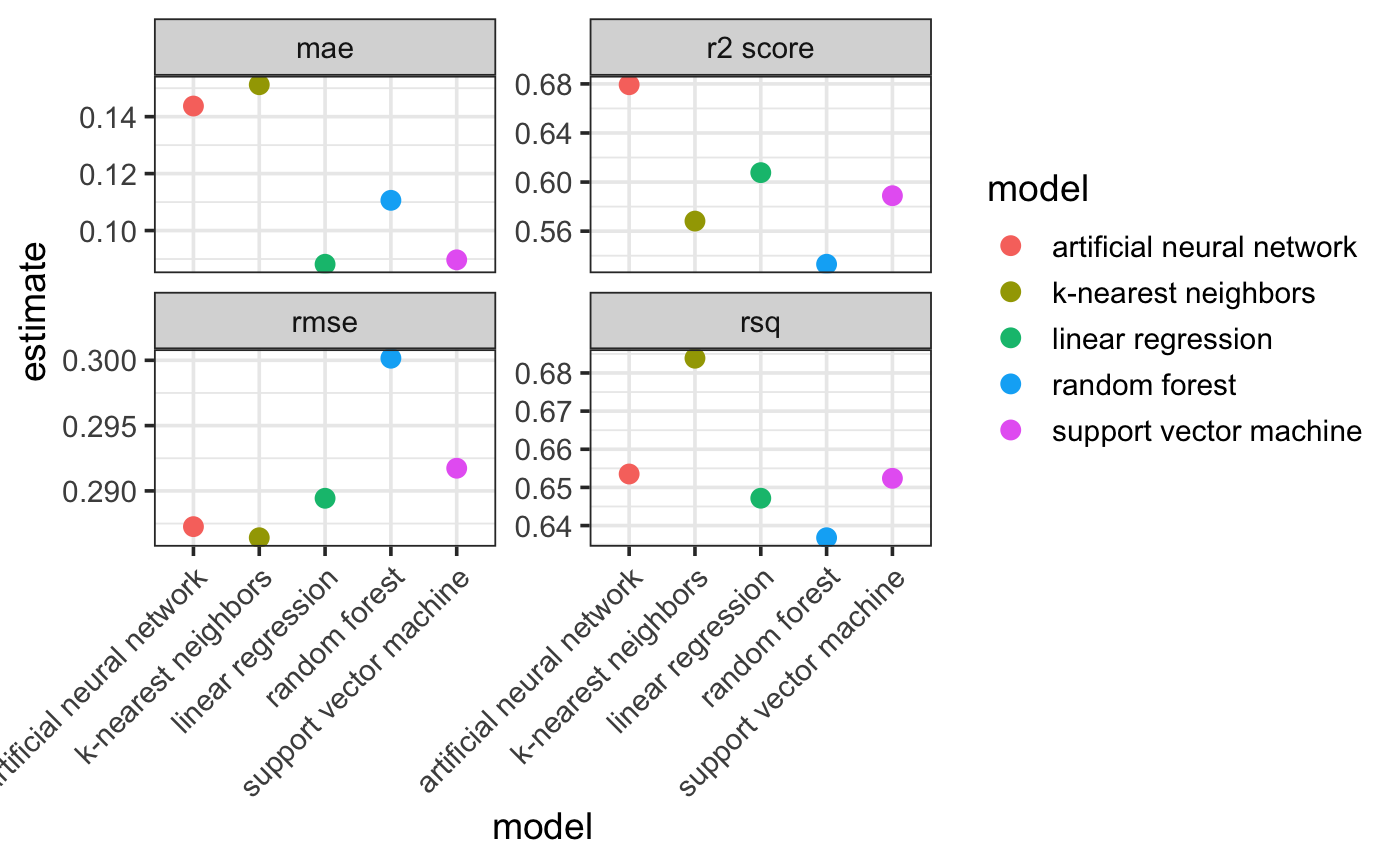 mae
0.14
0.12
0.10
r2 score
0.68
0.64
0.60
0.56
rmse
0.300
0.295
0.290
rsq
0.68
0.67
0.66
0.65
0.64
estimate
rtificial neural network
k-nearest neighbors
linear regression
random forest
support vector machine
artificial neural network
k-nearest neighbors
linear regression
random forest
support vector machine
model
model
artificial neural network
k-nearest neighbors
linear regression
random forest
support vector machine